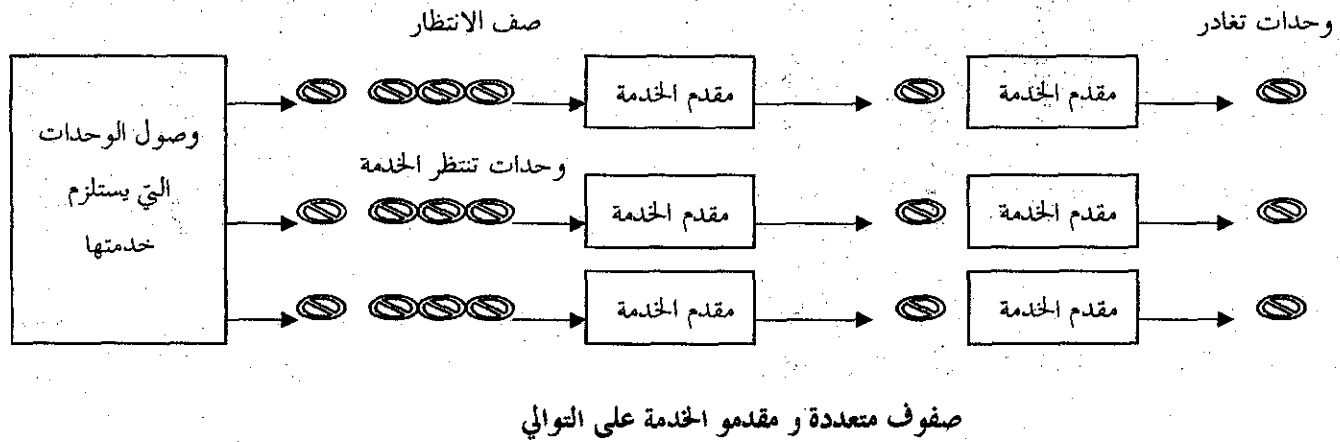 صف الانتظار
وحدات تغادر
وصول الوحدات
التي يستلزم
خدمتها
مقدم الخدمة
مقدم الخدمة
وحدات تنتظر الخدمة
مقدم الخدمة
مقدم الخدمة
مقدم الخدمة
مقدم الخدمة
صفوف متعددة و مقدمو الخدمة على التوالي